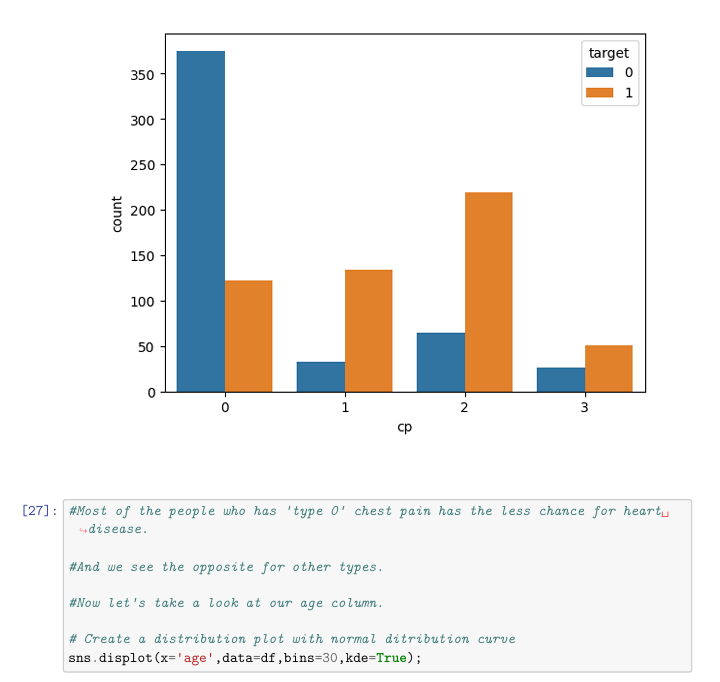 target
0
1
350
300
250
200
150
100
50
0
count
0 1 2 3
cp
[27]: #Most of the people who has 'type 0' chest pain has the less chance for heart␣
↪disease.
#And we see the opposite for other types.
#Now let's take a look at our age column.
# Create a distribution plot with normal ditribution curve
sns.displot(x='age',data=df,bins=30,kde=True);